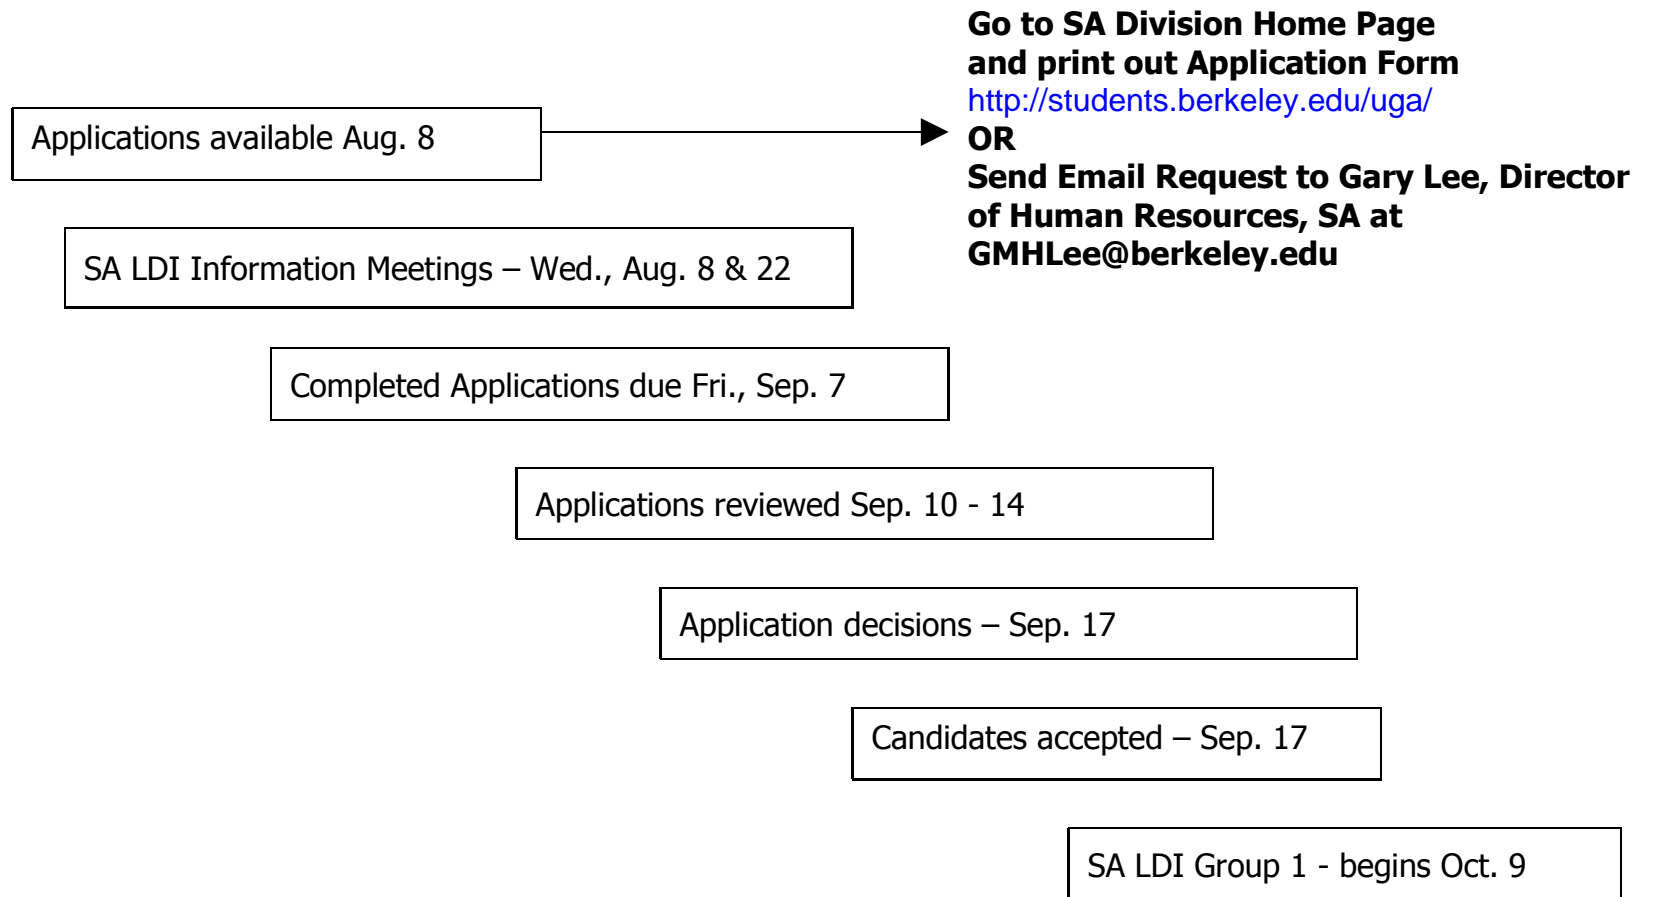 Go to SA Division Home Page
and print out Application Form
http://students.berkeley.edu/uga/
OR
Send Email Request to Gary Lee, Director
of Human Resources, SA at
GMHLee@berkeley.edu
Applications available Aug. 8
SA LDI Information Meetings – Wed., Aug. 8 & 22
Completed Applications due Fri., Sep. 7
Applications reviewed Sep. 10 - 14
Application decisions – Sep. 17
Candidates accepted – Sep. 17
SA LDI Group 1 - begins Oct. 9